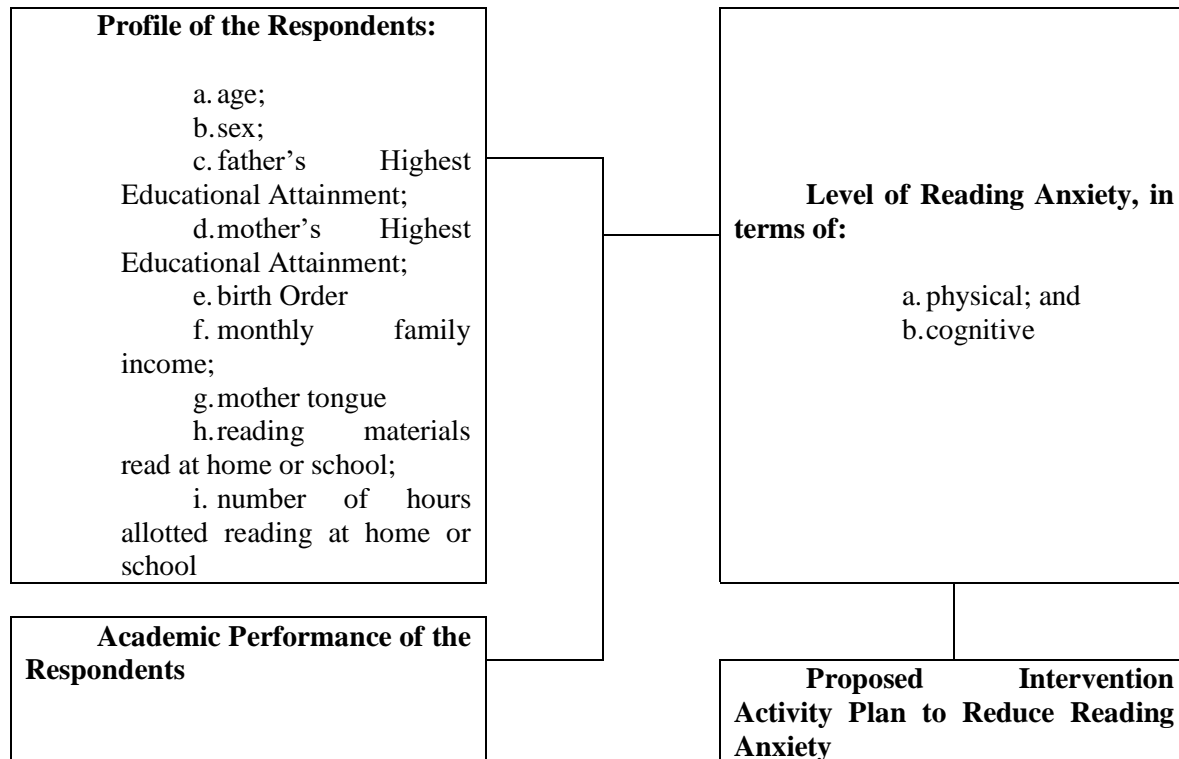 Profile of the Respondents:
a. age;
b. sex;
c. father’s Highest
Educational Attainment;
d. mother’s Highest
Educational Attainment;
e. birth Order
f. monthly family
income;
g. mother tongue
h. reading materials
read at home or school;
i. number of hours
allotted reading at home or
school
Academic Performance of the
Respondents
Level of Reading Anxiety, in
terms of:
a. physical; and
b. cognitive
Proposed Intervention
Activity Plan to Reduce Reading
Anxiety